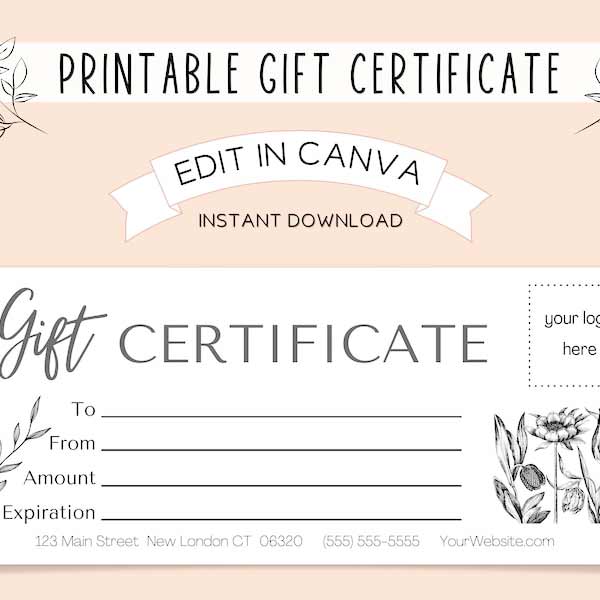 PRINTABLE GIFT CERTIFICATE
EDIT IN CANVA
INSTANT DOWNLOAD
Gift CERTIFICATE
your log
here
To
From
Amount
Expiration
123 Main Street New London CT 06320 (555) 555-5555 YourWebsite.com